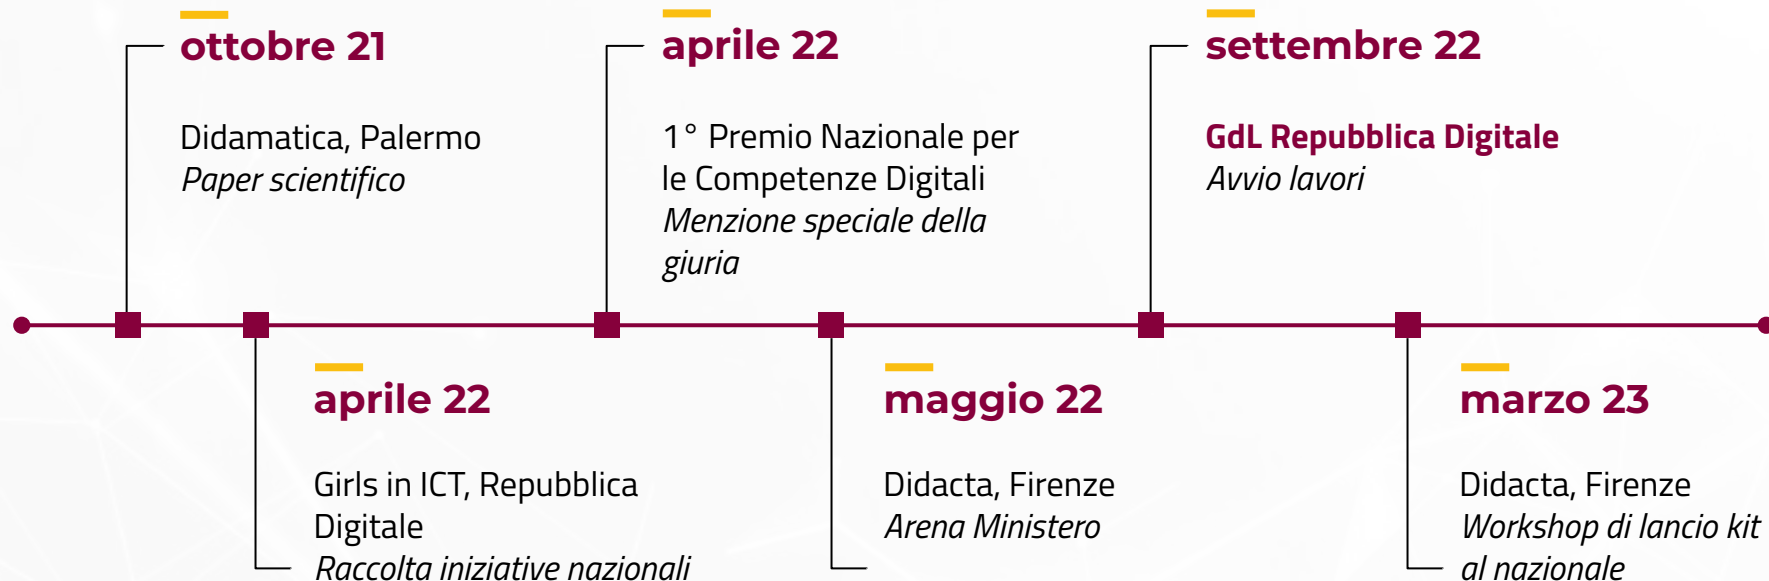 ottobre 21
Didamatica, Palermo
Paper scientifico
aprile 22
Girls in ICT, Repubblica
Digitale
Raccolta iniziative nazionali
aprile 22
1° Premio Nazionale per
le Competenze Digitali
Menzione speciale della
giuria
maggio 22
Didacta, Firenze
Arena Ministero
settembre 22
GdL Repubblica Digitale
Avvio lavori
marzo 23
Didacta, Firenze
Workshop di lancio kit
al nazionale